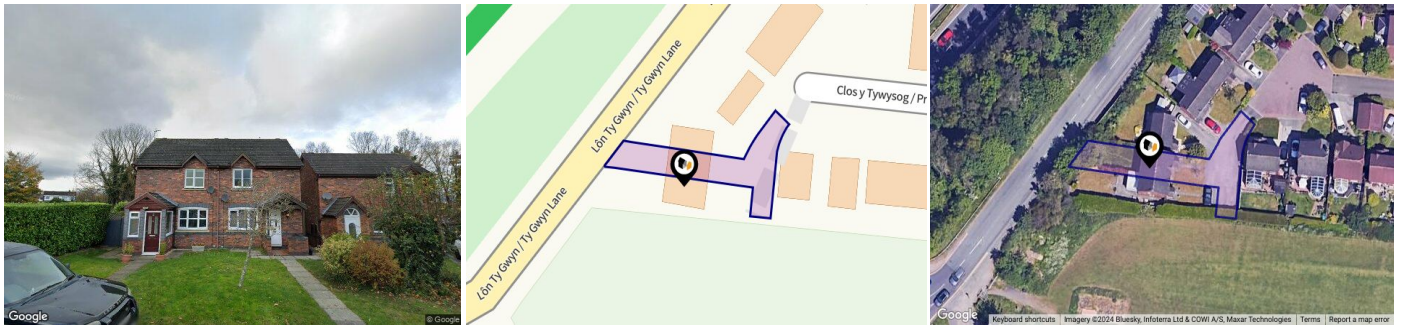 Google
© Google
Lôn Ty Gwyn / Ty Gwyn Lane
Lôn Ty Gwyn / Ty Gwyn Lane
Clos y Tywysog / Pr
Google
Keyboard shortcuts
Imagery ©2024 Bluesky, Infoterra Ltd & COWI A/S, Maxar Technologies
Terms
Report a map error